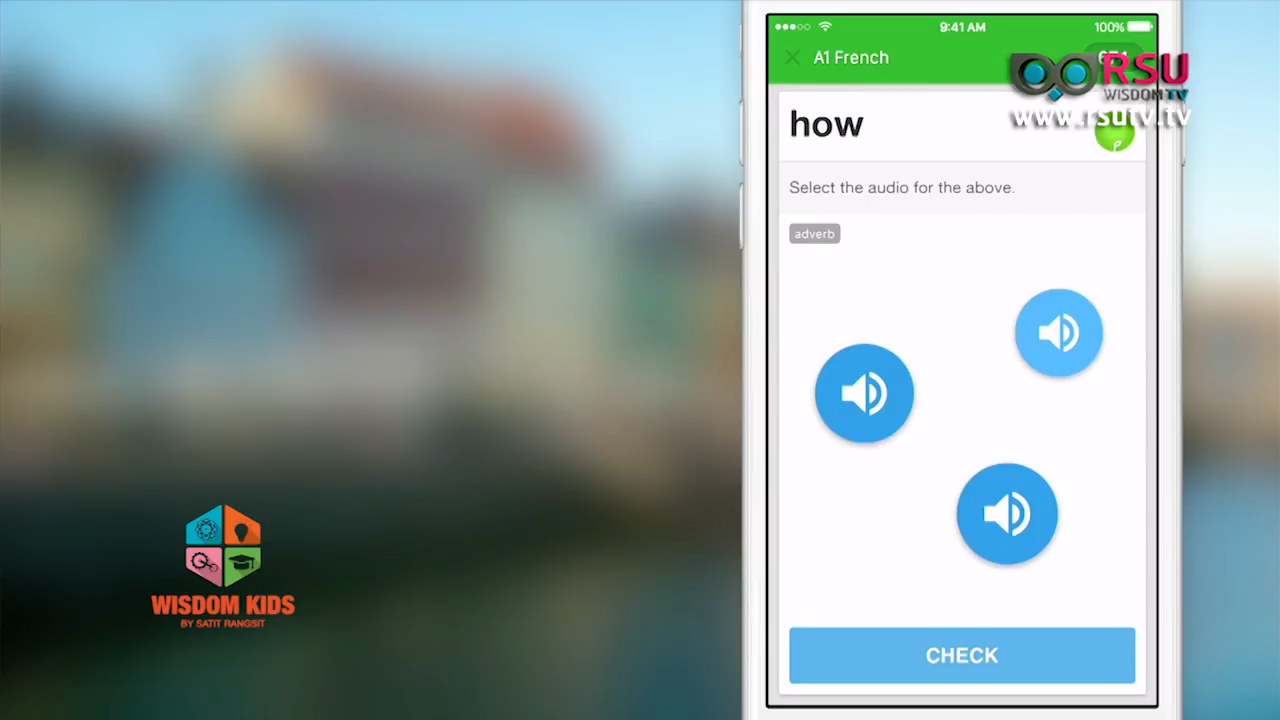 9:41 AM
100%
A1 French
RSU
WISDOM TV
www.rsutv.tv
how
Select the audio for the above.
adverb
WISDOM KIDS
BY SATIT RANGSIT
CHECK